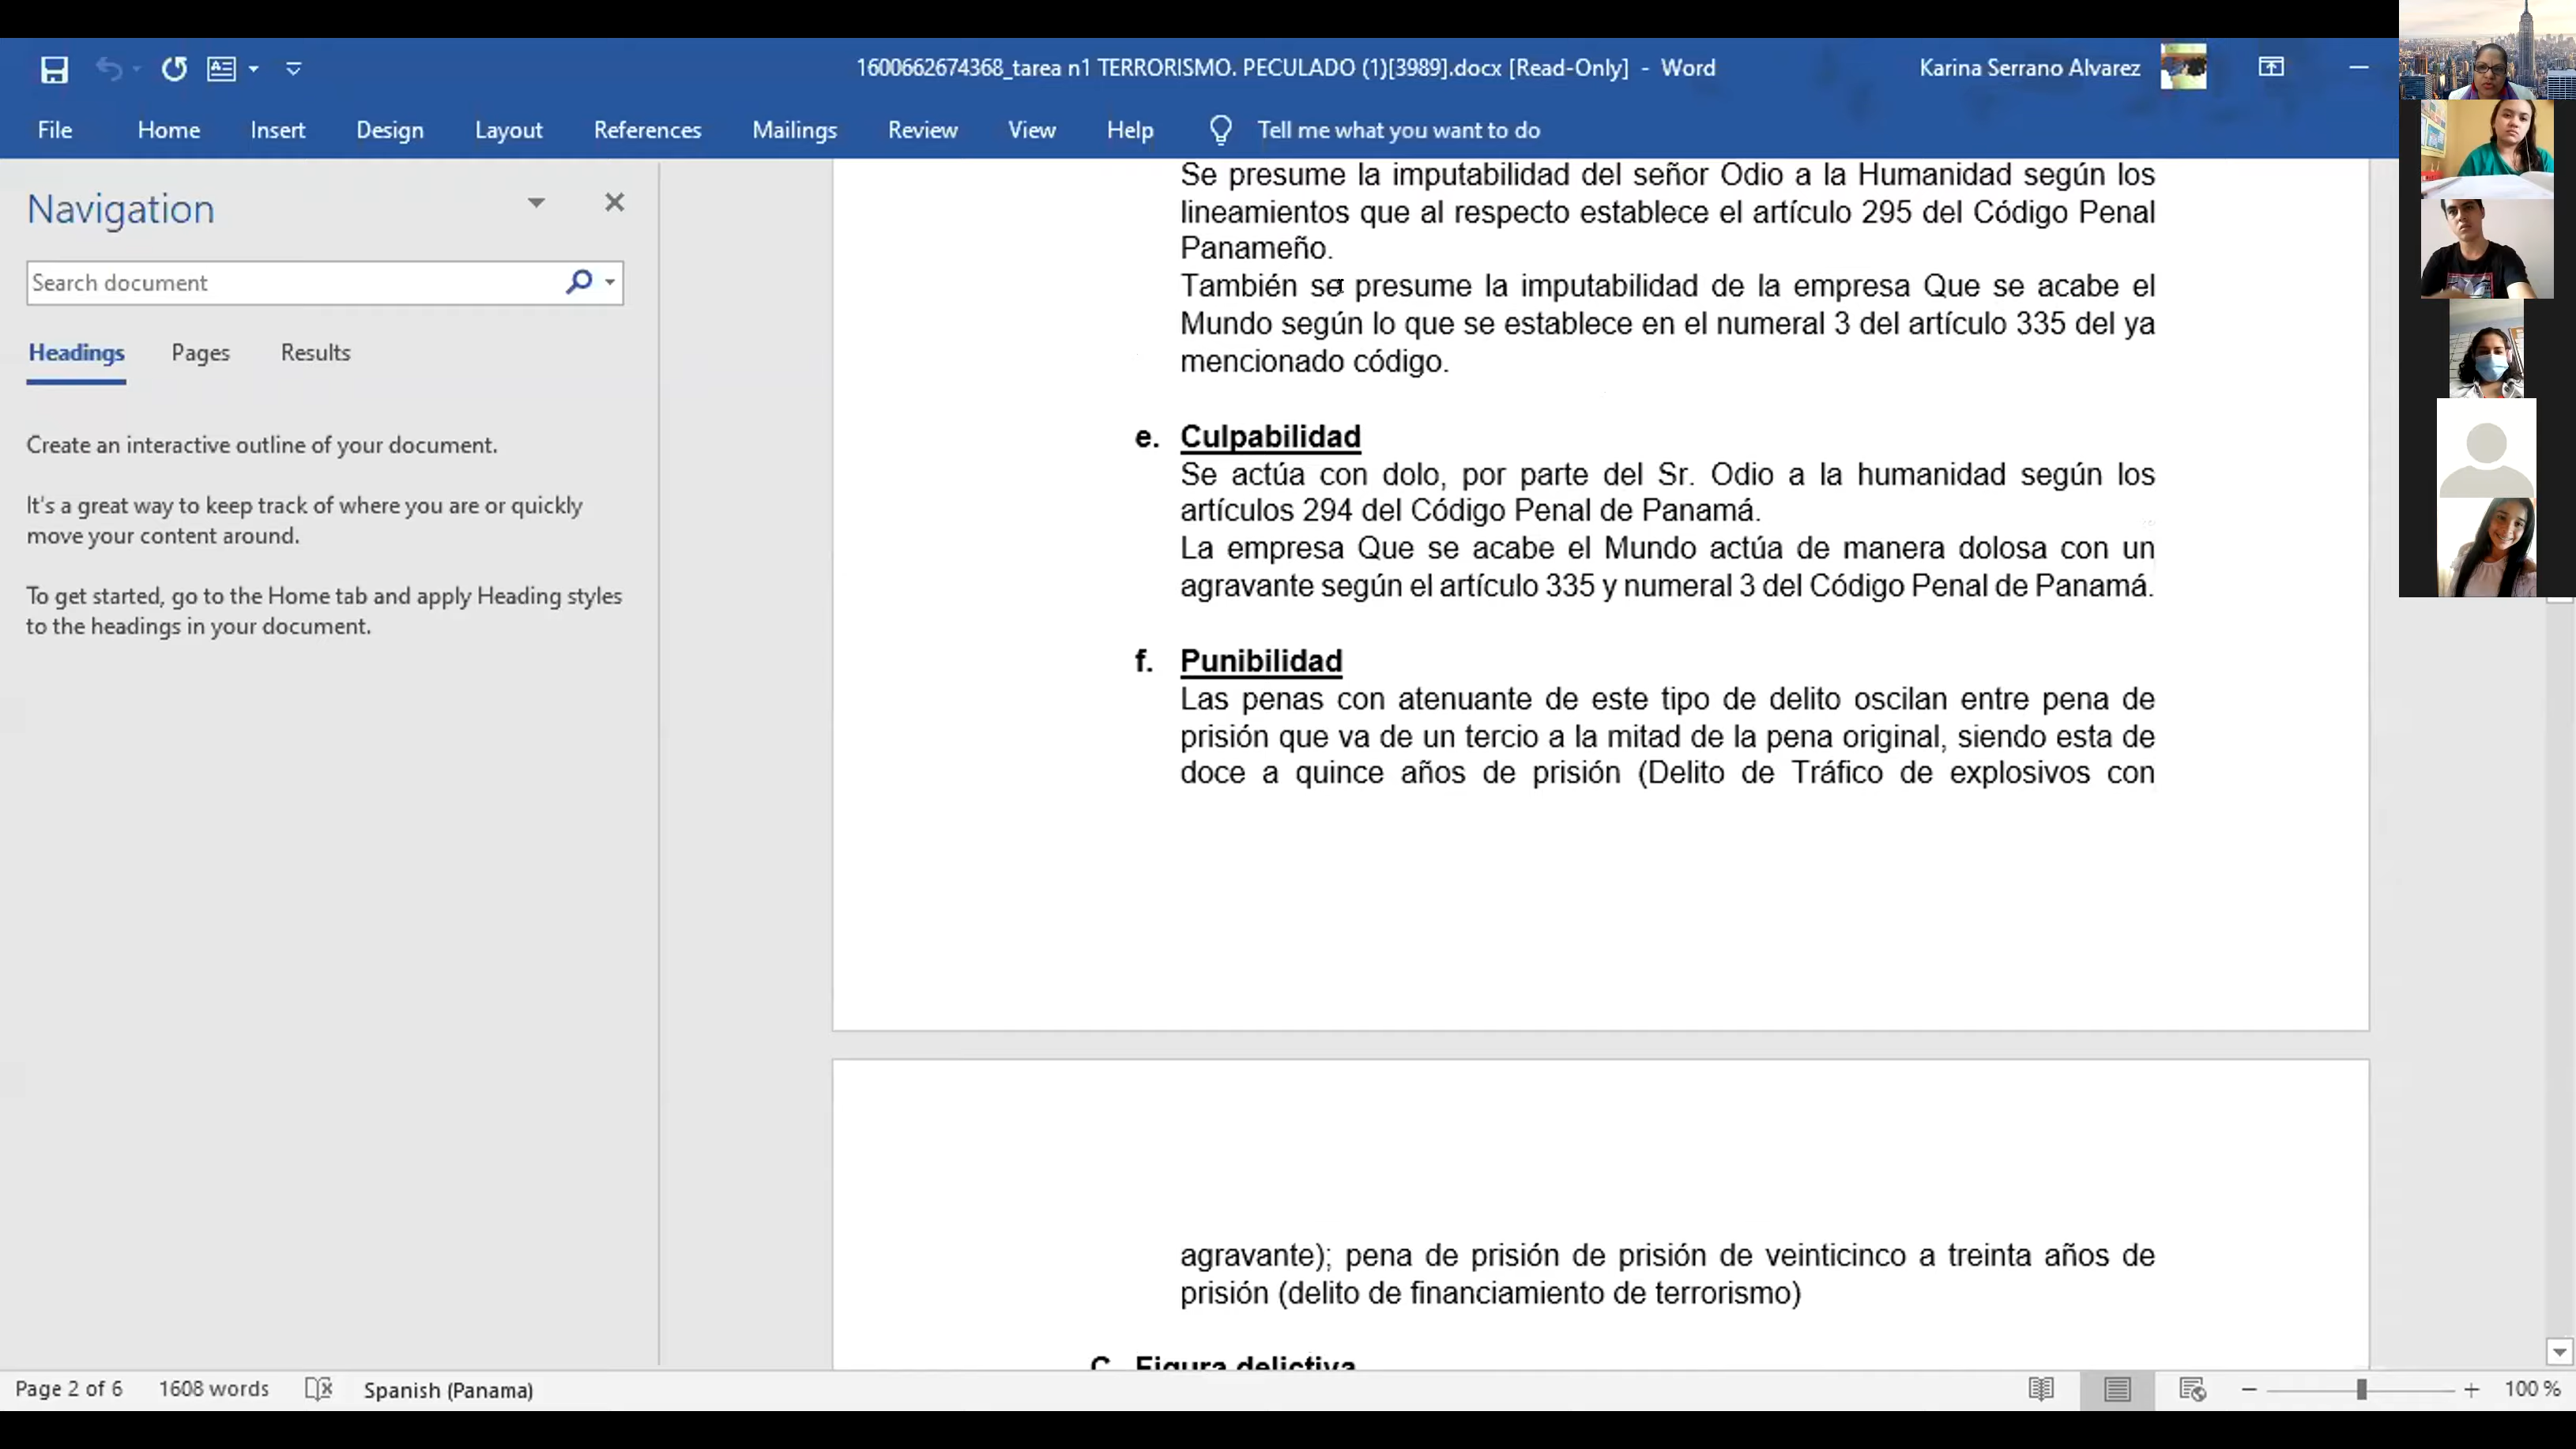 1600662674368_tarea n1 TERRORISMO. PECULADO (1)[3989].docx [Read-Only] - Word
Karina Serrano Alvarez
File Home Insert Design Layout References Mailings Review View Help Tell me what you want to do
Navigation
Search document
Headings Pages Results
Create an interactive outline of your document.
It's a great way to keep track of where you are or quickly
move your content around.
To get started, go to the Home tab and apply Heading styles
to the headings in your document.
Se presume la imputabilidad del señor Odio a la Humanidad según los
lineamientos que al respecto establece el artículo 295 del Código Penal
Panameño.
También se presume la imputabilidad de la empresa Que se acabe el
Mundo según lo que se establece en el numeral 3 del artículo 335 del ya
mencionado código.
e. Culpabilidad
Se actúa con dolo, por parte del Sr. Odio a la humanidad según los
artículos 294 del Código Penal de Panamá.
La empresa Que se acabe el Mundo actúa de manera dolosa con un
agravante según el artículo 335 y numeral 3 del Código Penal de Panamá.
f. Punibilidad
Las penas con atenuante de este tipo de delito oscilan entre pena de
prisión que va de un tercio a la mitad de la pena original, siendo esta de
doce a quince años de prisión (Delito de Tráfico de explosivos con
agravante); pena de prisión de prisión de veinticinco a treinta años de
prisión (delito de financiamiento de terrorismo)
C Figura delictiva
Page 2 of 6 1608 words Spanish (Panama) 100 %